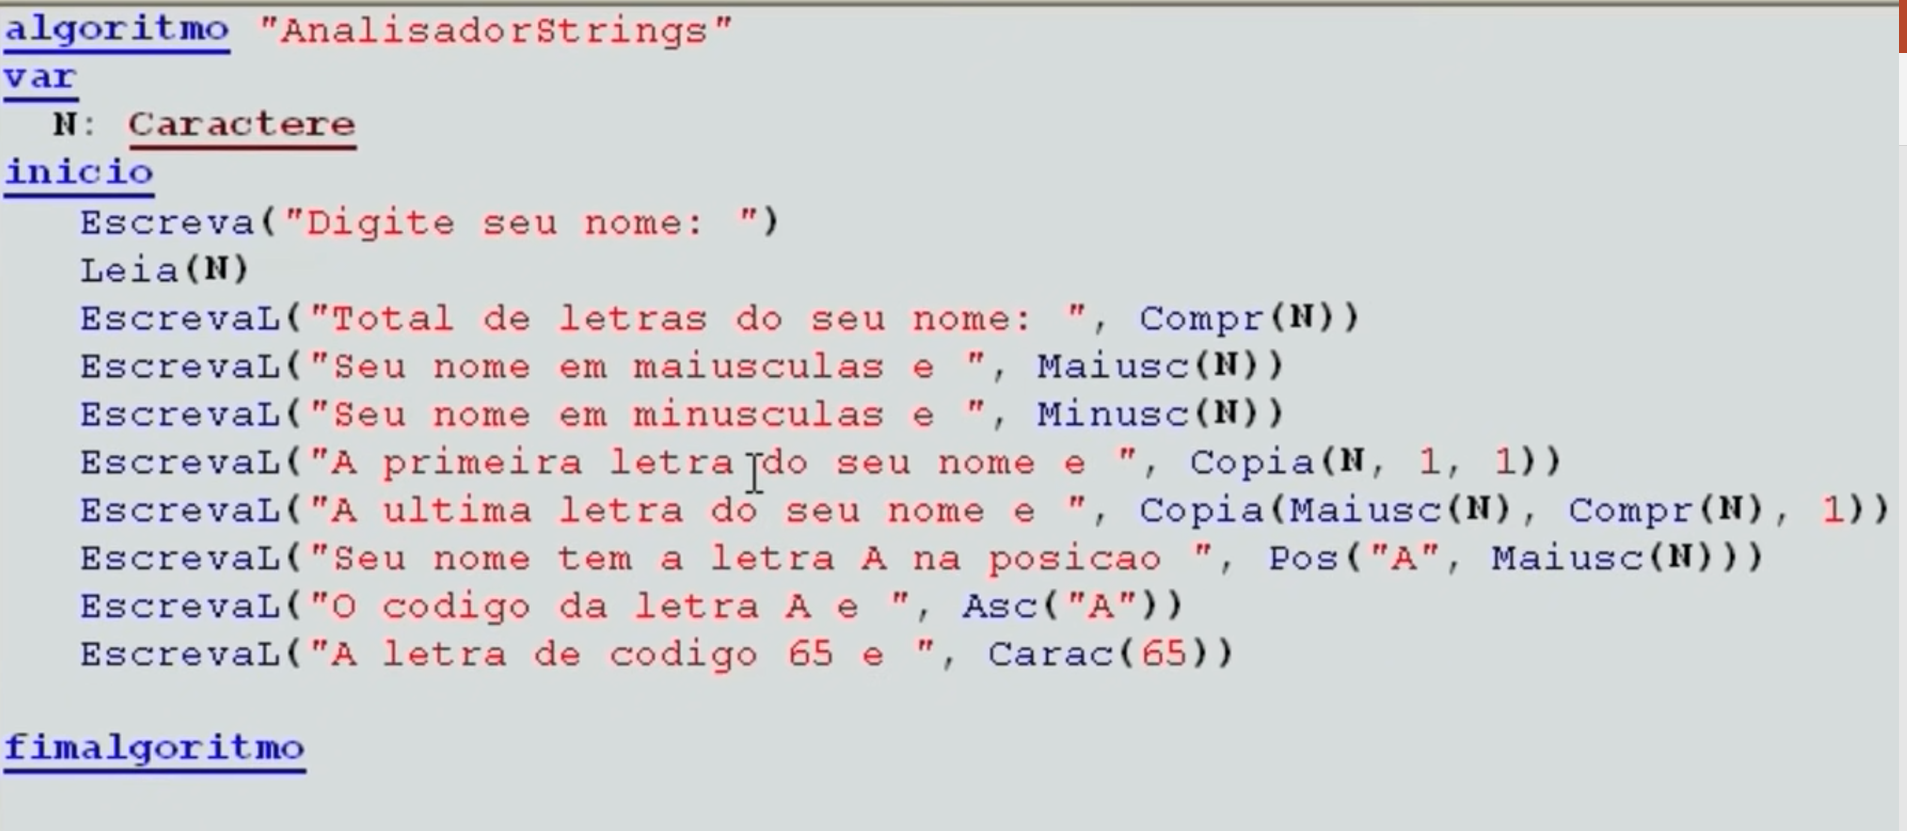 algoritmo "AnalisadorStrings"
var
N: Caractere
inicio
Escreva("Digite seu nome: ")
Leia(N)
EscrevaL("Total de letras do seu nome: ", Compr(N))
EscrevaL("Seu nome em maiusculas e ", Maiusc(N))
EscrevaL("Seu nome em minusculas e ", Minusc(N))
EscrevaL("A primeira letra do seu nome e ", Copia(N, 1, 1))
EscrevaL("A ultima letra do seu nome e ", Copia(Maiusc(N), Compr(N), 1))
EscrevaL("Seu nome tem a letra A na posicao ", Pos("A", Maiusc(N)))
EscrevaL("O codigo da letra A e ", Asc("A"))
EscrevaL("A letra de codigo 65 e ", Carac(65))
fimalgoritmo